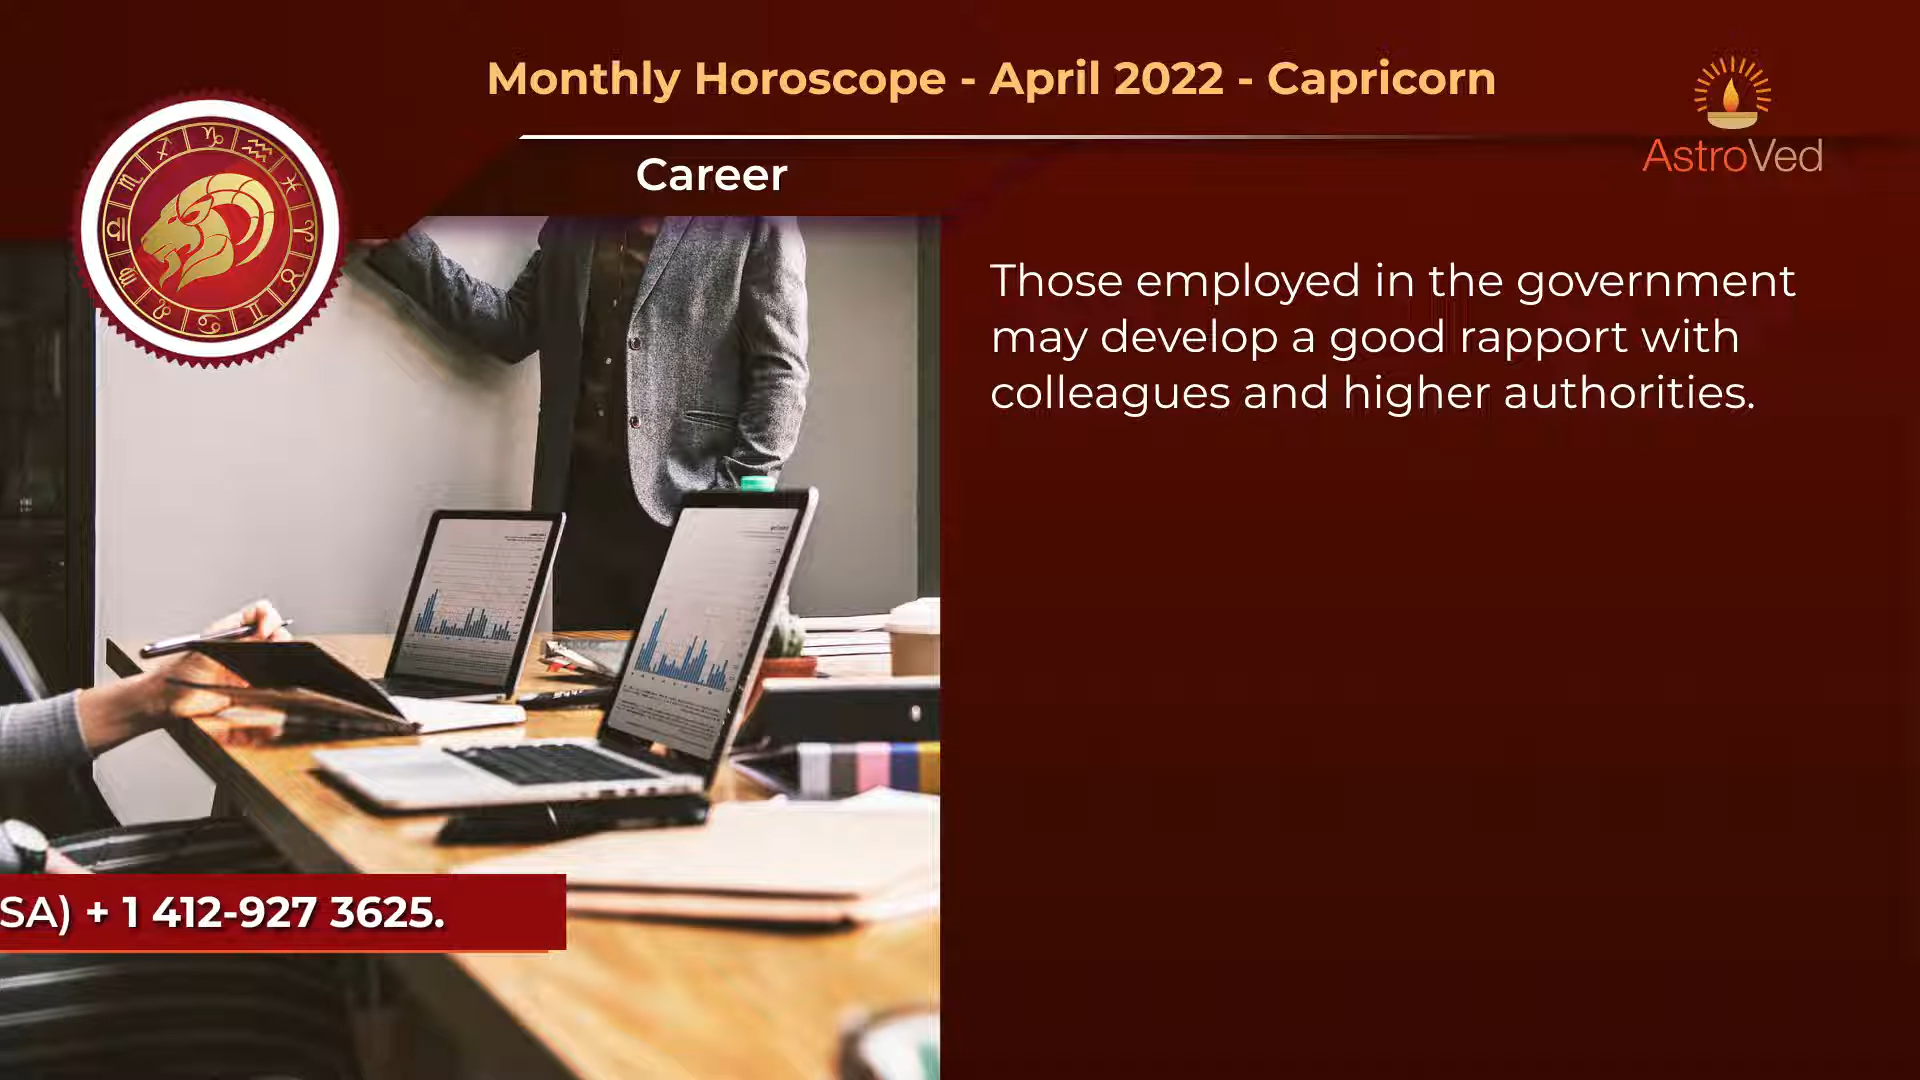 Monthly Horoscope - April 2022 - Capricorn
AstroVed
Career
Those employed in the government
may develop a good rapport with
colleagues and higher authorities.
SA) + 1 412-927 3625.